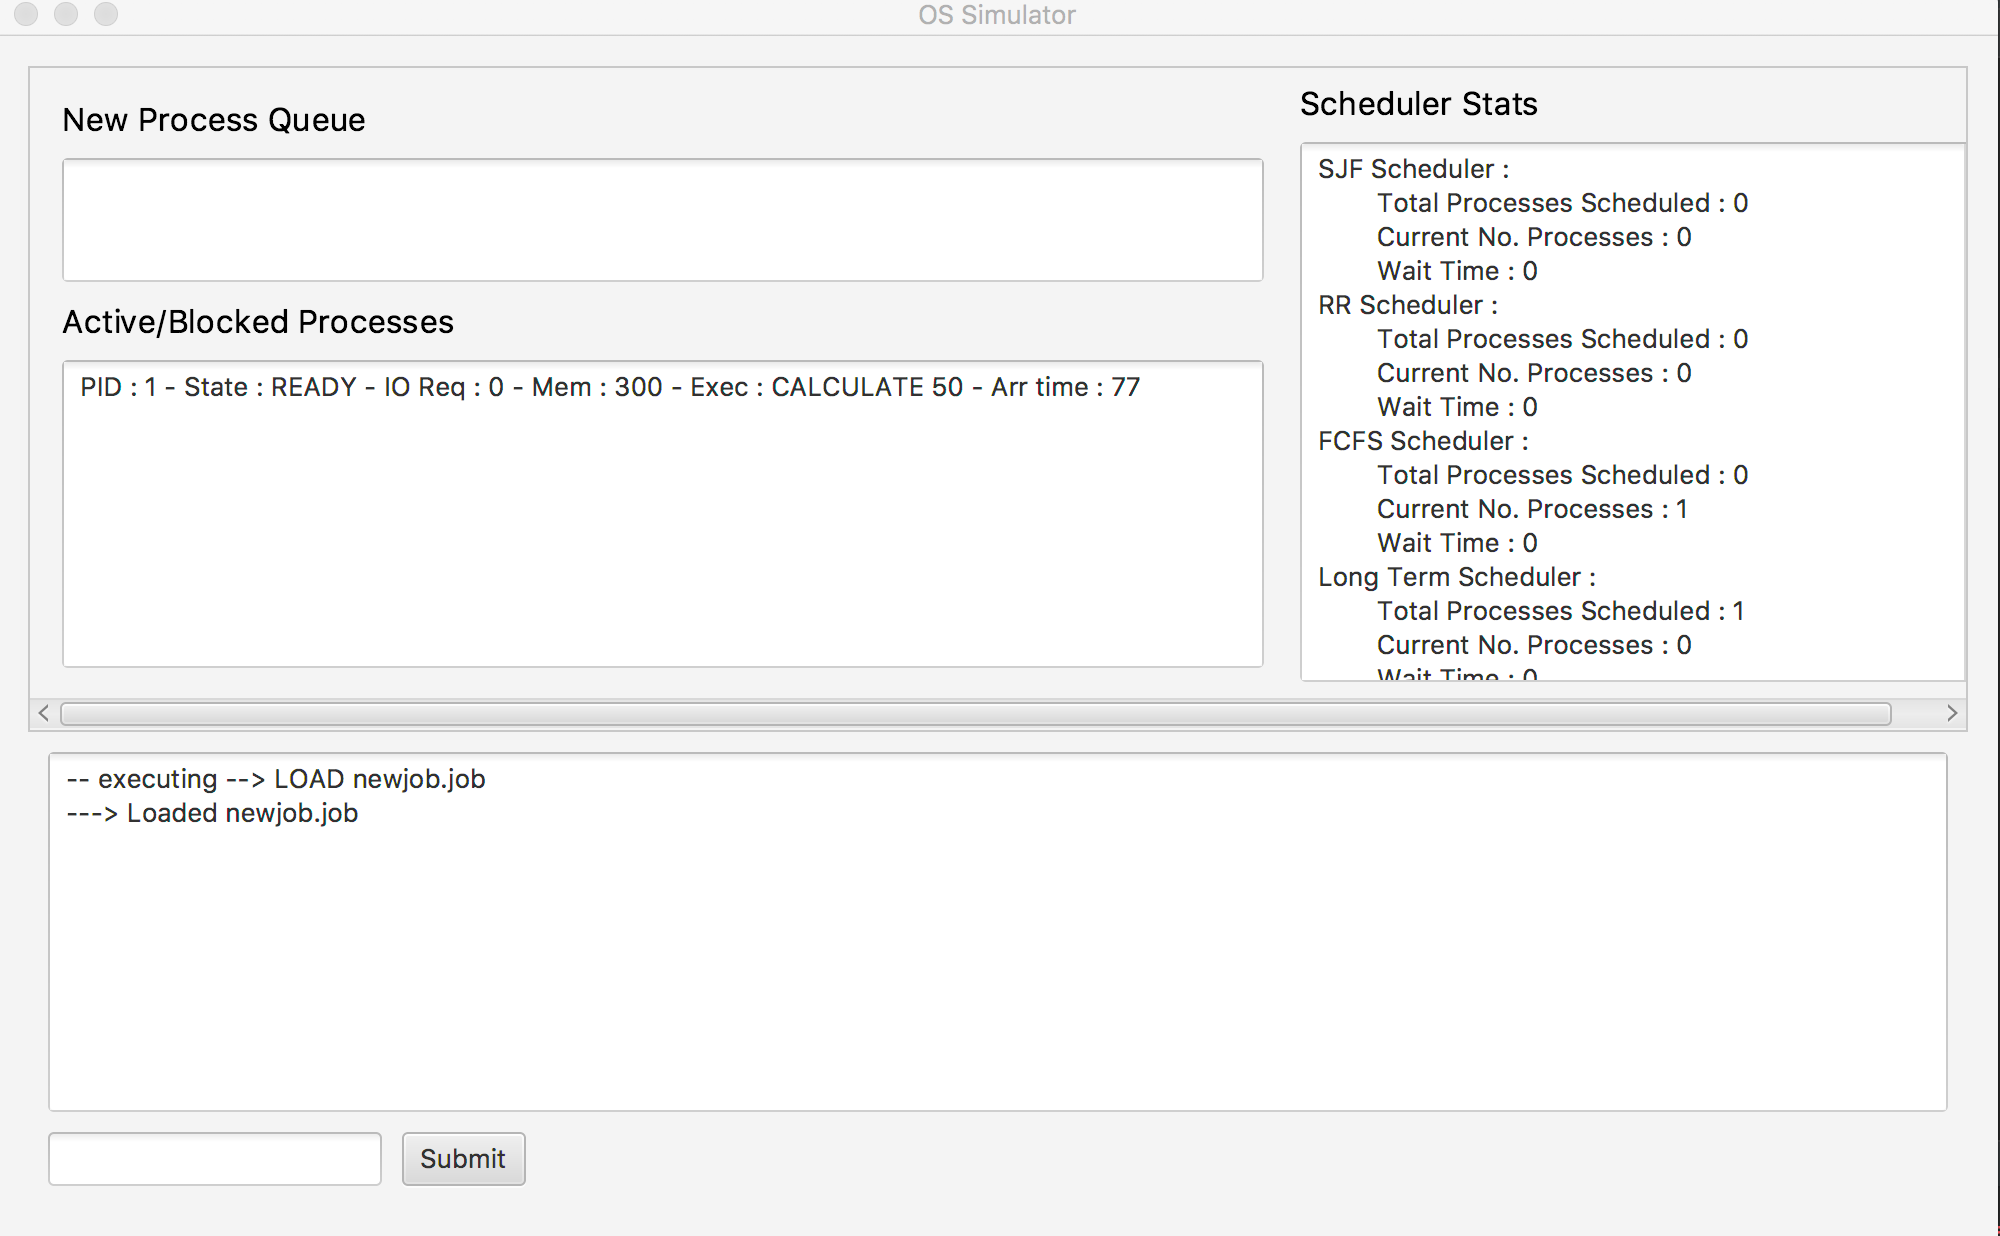 OS Simulator
New Process Queue
Active/Blocked Processes
PID : 1 - State : READY - IO Req : 0 - Mem : 300 - Exec : CALCULATE 50 - Arr time : 77
Scheduler Stats
SJF Scheduler :
Total Processes Scheduled : 0
Current No. Processes : 0
Wait Time : 0
RR Scheduler :
Total Processes Scheduled : 0
Current No. Processes : 0
Wait Time : 0
FCFS Scheduler :
Total Processes Scheduled : 0
Current No. Processes : 1
Wait Time : 0
Long Term Scheduler :
Total Processes Scheduled : 1
Current No. Processes : 0
Wait Time : 0
-- executing --> LOAD newjob.job
---> Loaded newjob.job
Submit